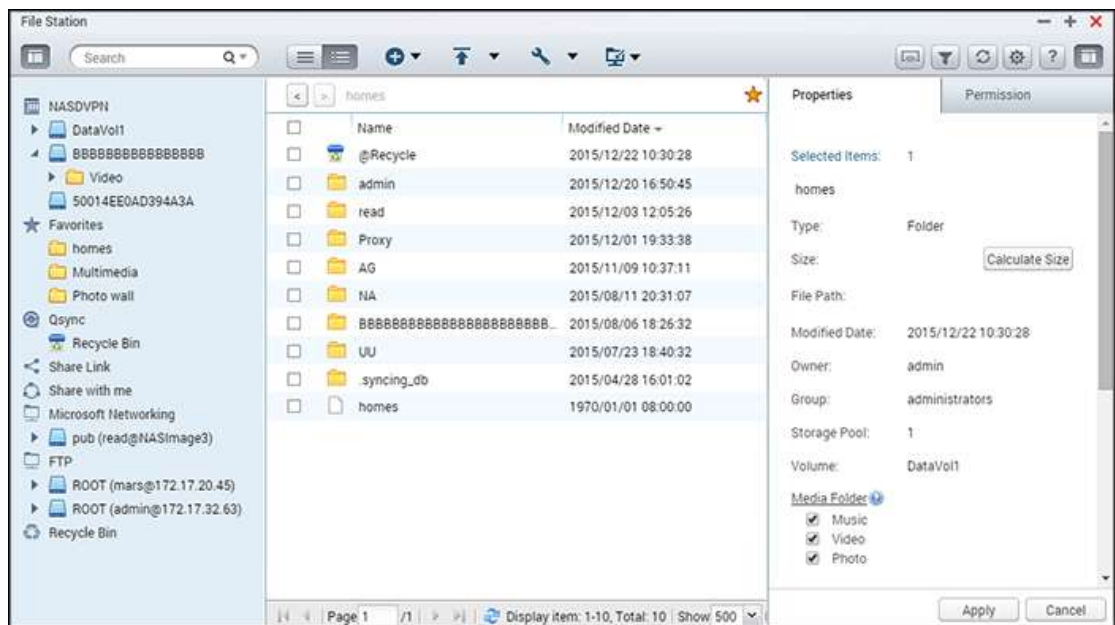 File Station
Search
NASDVPN
DataVol1
BBBBBBBBBBBBBBBB
Video
50014EE0AD394A3A
Favorites
homes
Multimedia
Photo wall
Qsync
Recycle Bin
Share Link
Share with me
Microsoft Networking
pub (read@NASImage3)
FTP
ROOT (mars@172.17.20.45)
ROOT (admin@172.17.32.63)
Recycle Bin
homes
Name Modified Date
@Recycle 2015/12/22 10:30:28
admin 2015/12/20 16:50:45
read 2015/12/03 12:05:26
Proxy 2015/12/01 19:33:38
AG 2015/11/09 10:37:11
NA 2015/08/11 20:31:07
BBBBBBBBBBBBBBBBBBBBBBBB... 2015/08/06 18:26:32
UU 2015/07/23 18:40:32
.syncing_db 2015/04/28 16:01:02
homes 1970/01/01 08:00:00
Page 1 /1 Display item: 1-10, Total: 10 Show 500
Properties Permission
Selected Items: 1
homes
Type: Folder
Size: Calculate Size
File Path:
Modified Date: 2015/12/22 10:30:28
Owner: admin
Group: administrators
Storage Pool: 1
Volume: DataVol1
Media Folder
Music
Video
Photo
Apply Cancel